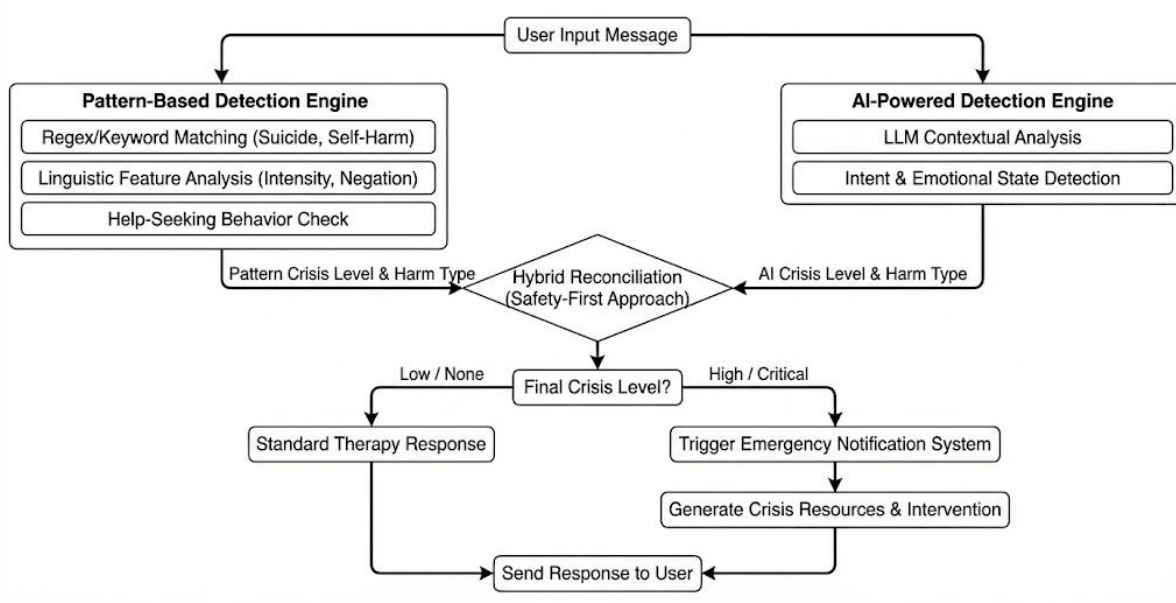 User Input Message
Pattern-Based Detection Engine
Regex/Keyword Matching (Suicide, Self-Harm)
Linguistic Feature Analysis (Intensity, Negation)
Help-Seeking Behavior Check
AI-Powered Detection Engine
LLM Contextual Analysis
Intent & Emotional State Detection
Pattern Crisis Level & Harm Type
Hybrid Reconciliation
(Safety-First Approach)
AI Crisis Level & Harm Type
Low / None
Final Crisis Level?
High / Critical
Standard Therapy Response
Trigger Emergency Notification System
Generate Crisis Resources & Intervention
Send Response to User